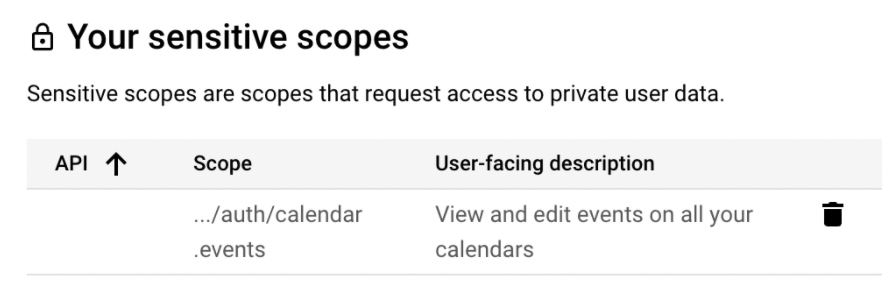 Your sensitive scopes
Sensitive scopes are scopes that request access to private user data.
API Scope User-facing description
.../auth/calendar View and edit events on all your
.events calendars